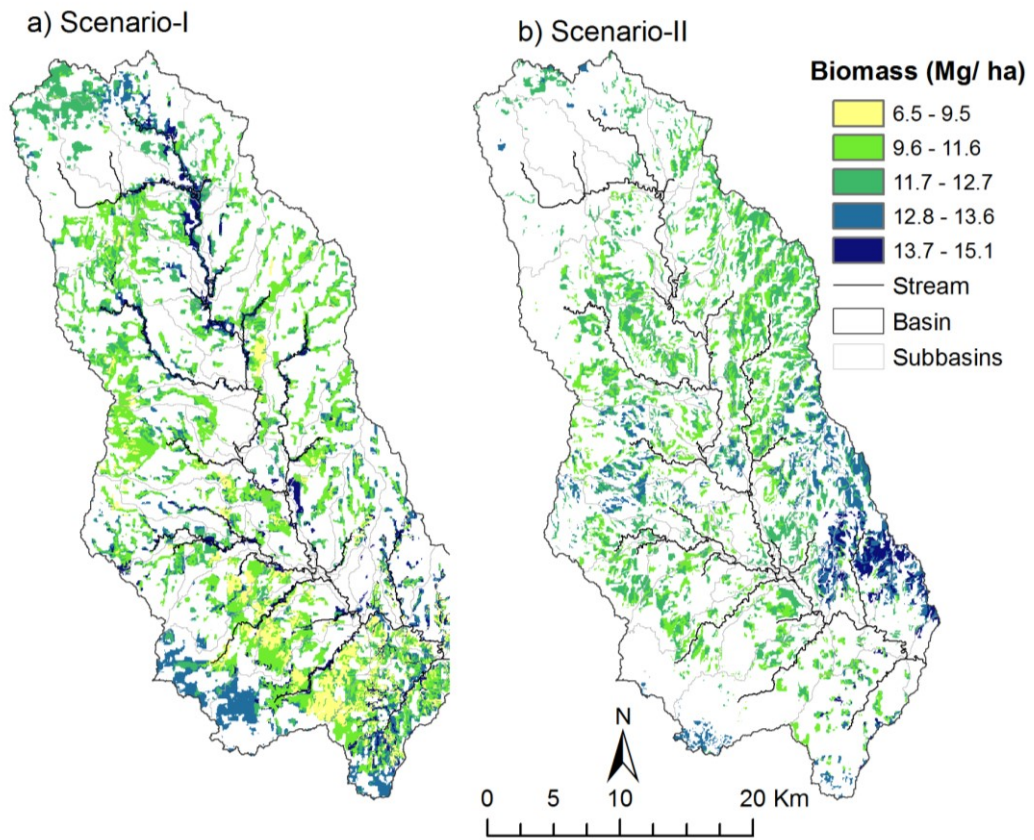 a) Scenario-I
b) Scenario-II
Biomass (Mg/ ha)
6.5 - 9.5
9.6 - 11.6
11.7 - 12.7
12.8 - 13.6
13.7 - 15.1
Stream
Basin
Subbasins
N
0 5 10 20 Km